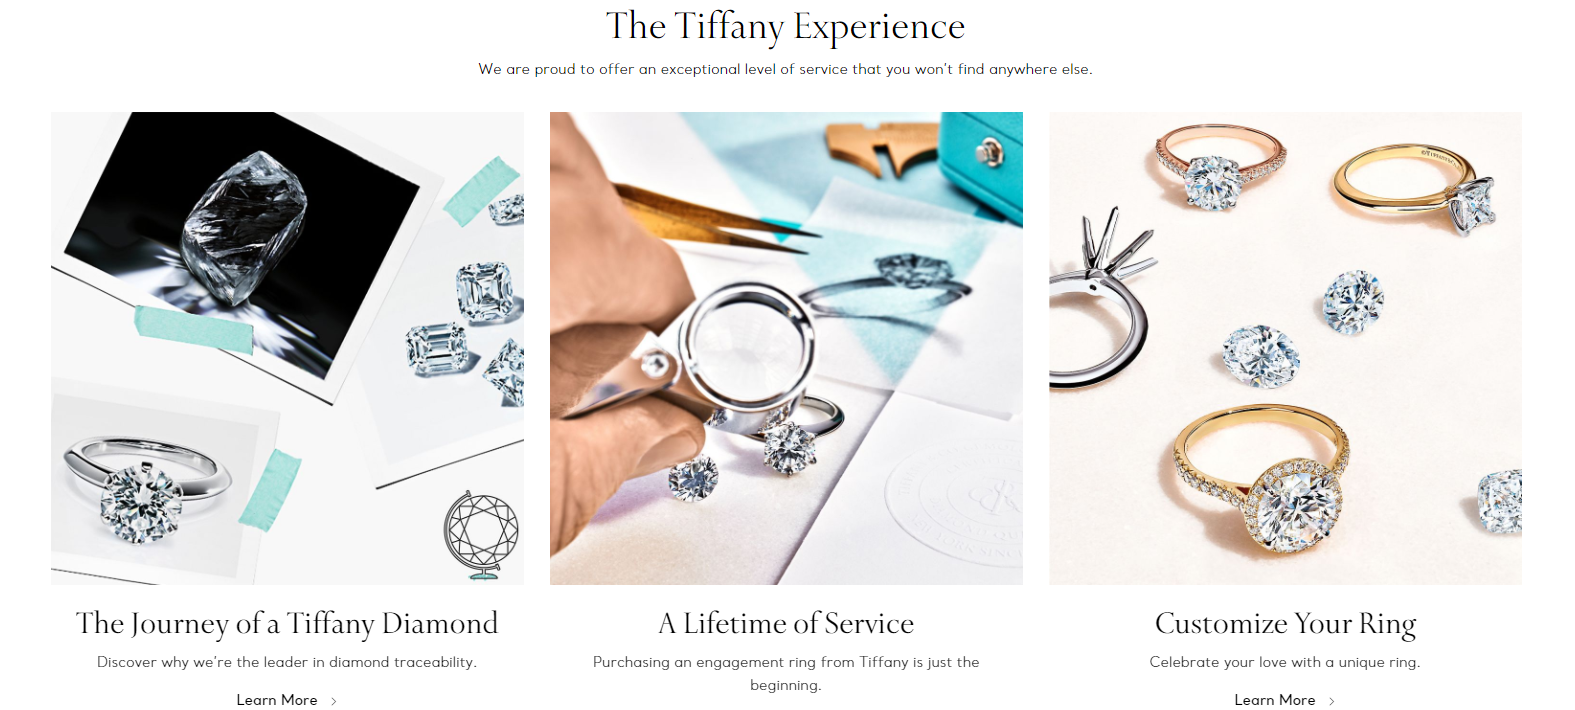 The Tiffany Experience
We are proud to offer an exceptional level of service that you won't find anywhere else.
The Journey of a Tiffany Diamond
Discover why we're the leader in diamond traceability.
Learn More
A Lifetime of Service
Purchasing an engagement ring from Tiffany is just the
beginning.
Customize Your Ring
Celebrate your love with a unique ring.
Learn More